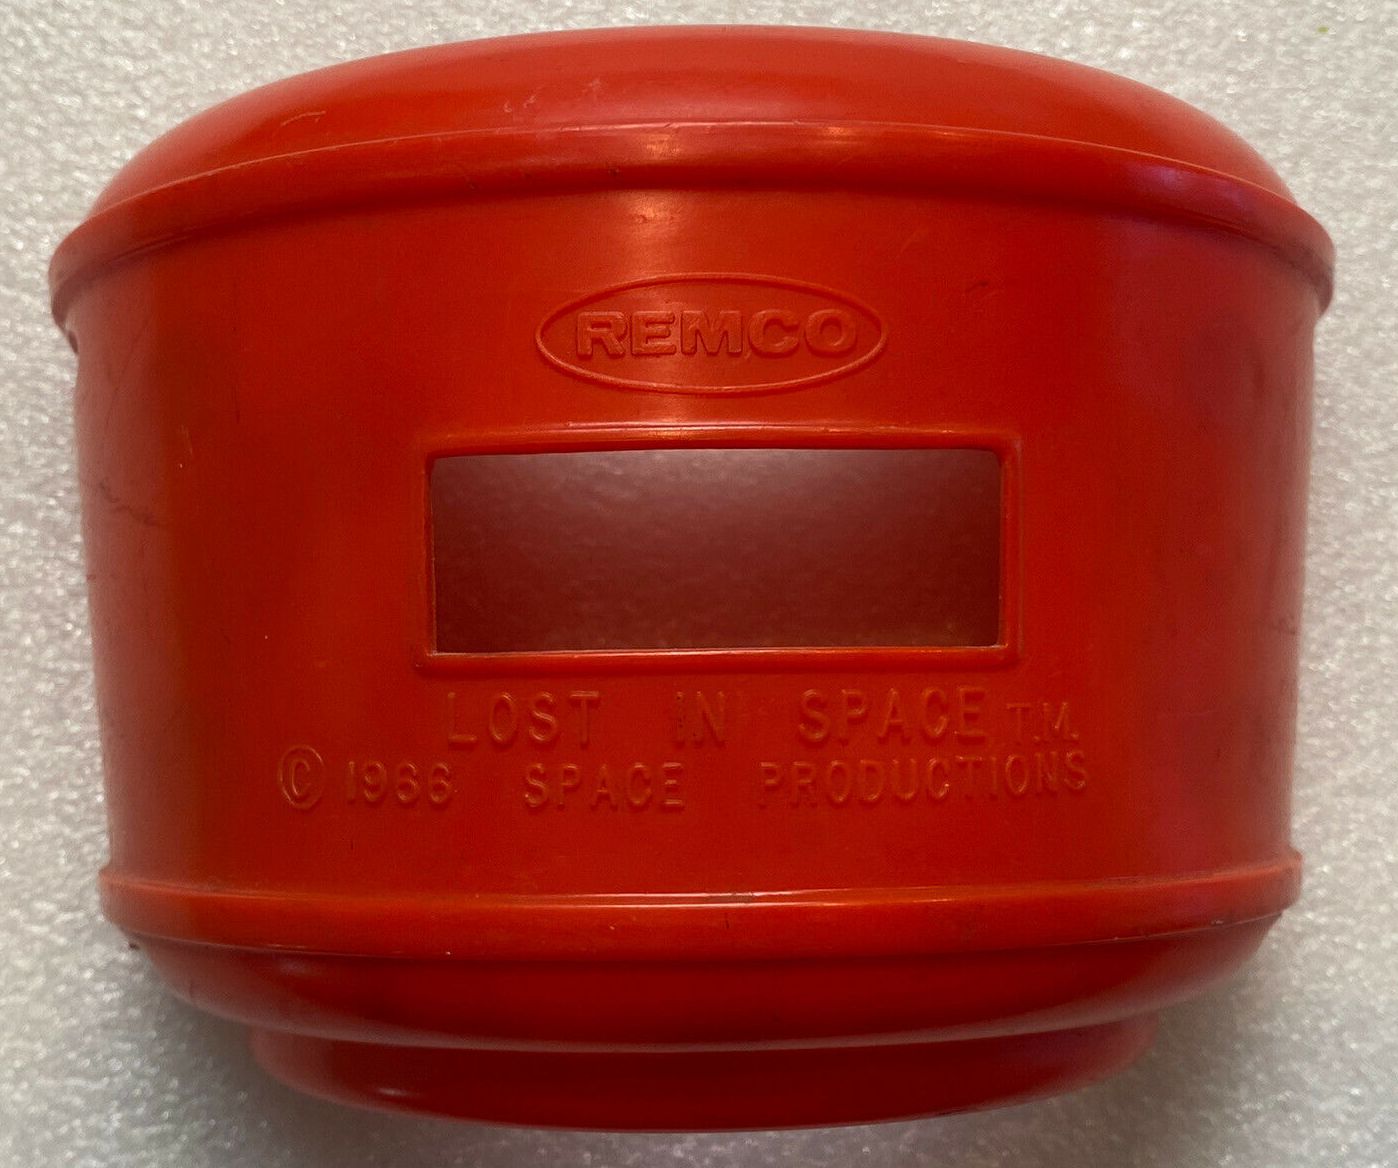 REMCO
LOST IN SPACE T.M.
© 1966 SPACE PRODUCTIONS